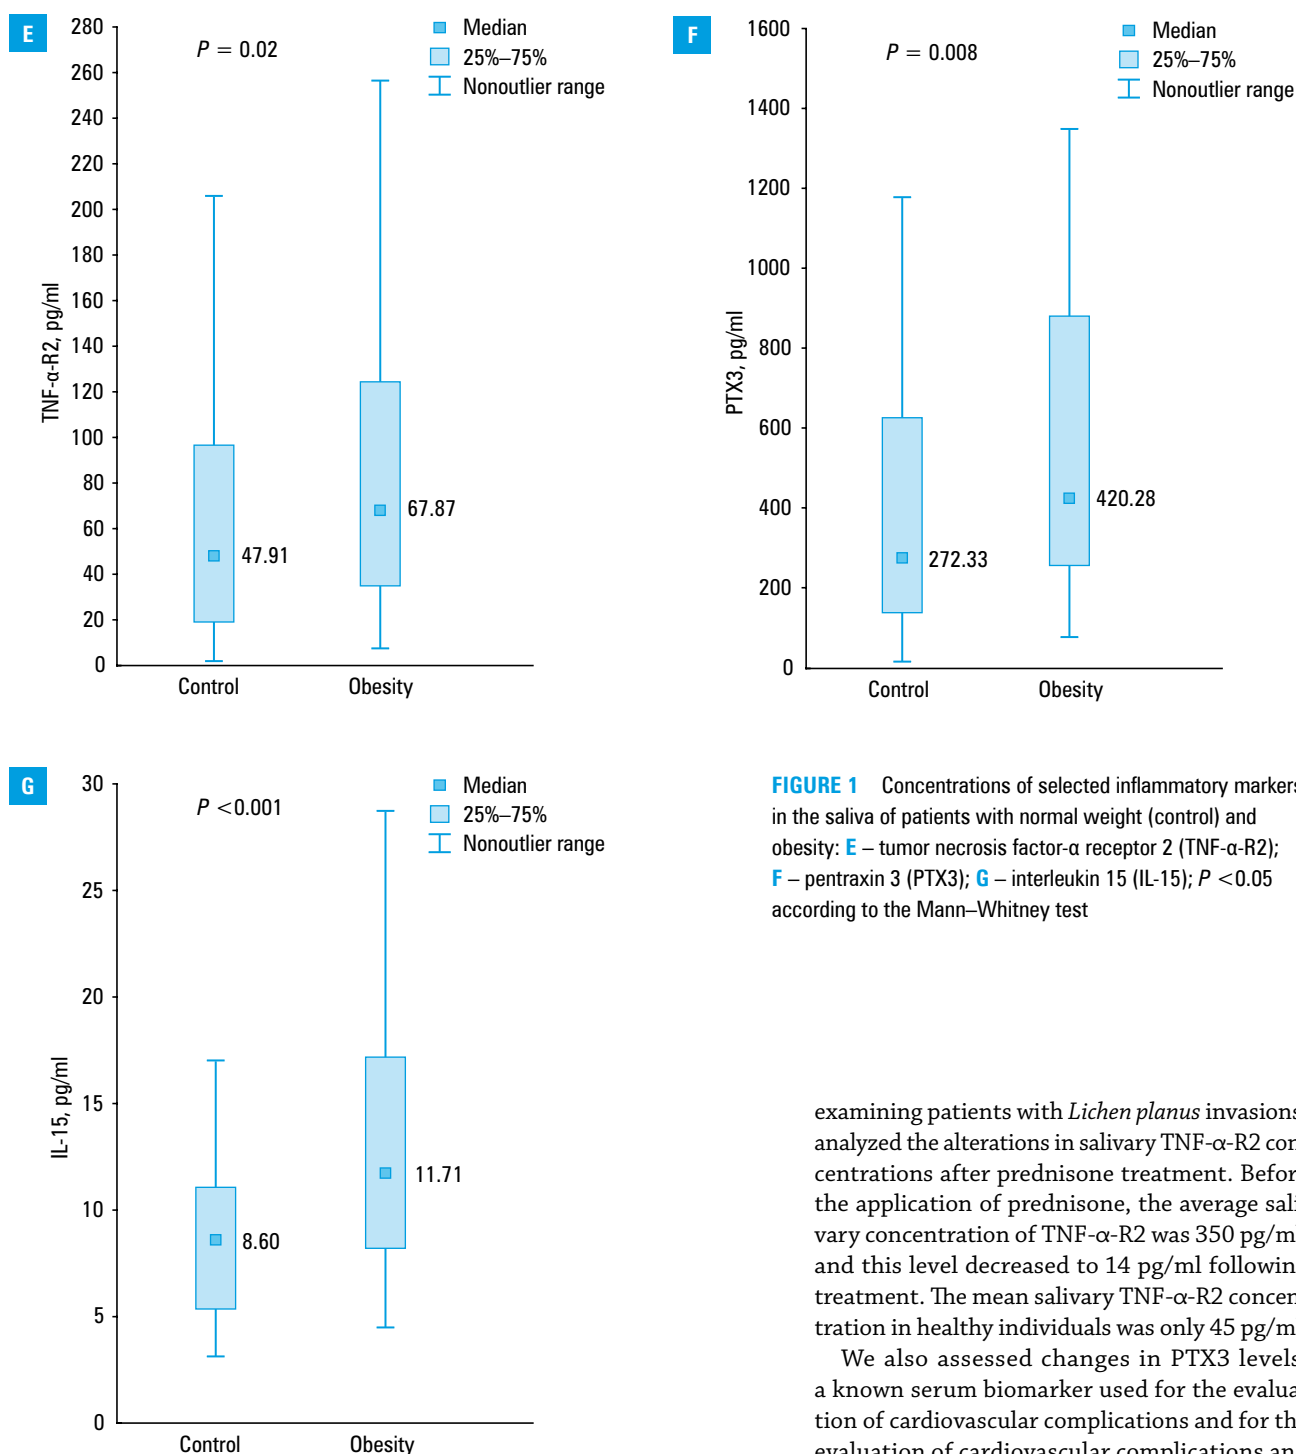 E
280
260
240
220
200
180
160
140
120
100
80
60
40
20
0
TNF-α-R2, pg/ml
P = 0.02
Median
25%–75%
Nonoutlier range
47.91
67.87
Control Obesity
F
1600
1400
1200
1000
800
600
400
200
0
PTX3, pg/ml
P = 0.008
Median
25%–75%
Nonoutlier range
272.33
420.28
Control Obesity
G
30
25
20
15
10
5
0
IL-15, pg/ml
P <0.001
Median
25%–75%
Nonoutlier range
8.60
11.71
Control Obesity
FIGURE 1 Concentrations of selected inflammatory markers
in the saliva of patients with normal weight (control) and
obesity: E – tumor necrosis factor-α receptor 2 (TNF-α-R2);
F – pentraxin 3 (PTX3); G – interleukin 15 (IL-15); P <0.05
according to the Mann–Whitney test
examining patients with Lichen planus invasions
analyzed the alterations in salivary TNF-α-R2 con
centrations after prednisone treatment. Befor
the application of prednisone, the average sali
vary concentration of TNF-α-R2 was 350 pg/ml
and this level decreased to 14 pg/ml followin
treatment. The mean salivary TNF-α-R2 concen
tration in healthy individuals was only 45 pg/m
We also assessed changes in PTX3 levels
a known serum biomarker used for the evalua
tion of cardiovascular complications and for th
evaluation of cardiovascular complications an